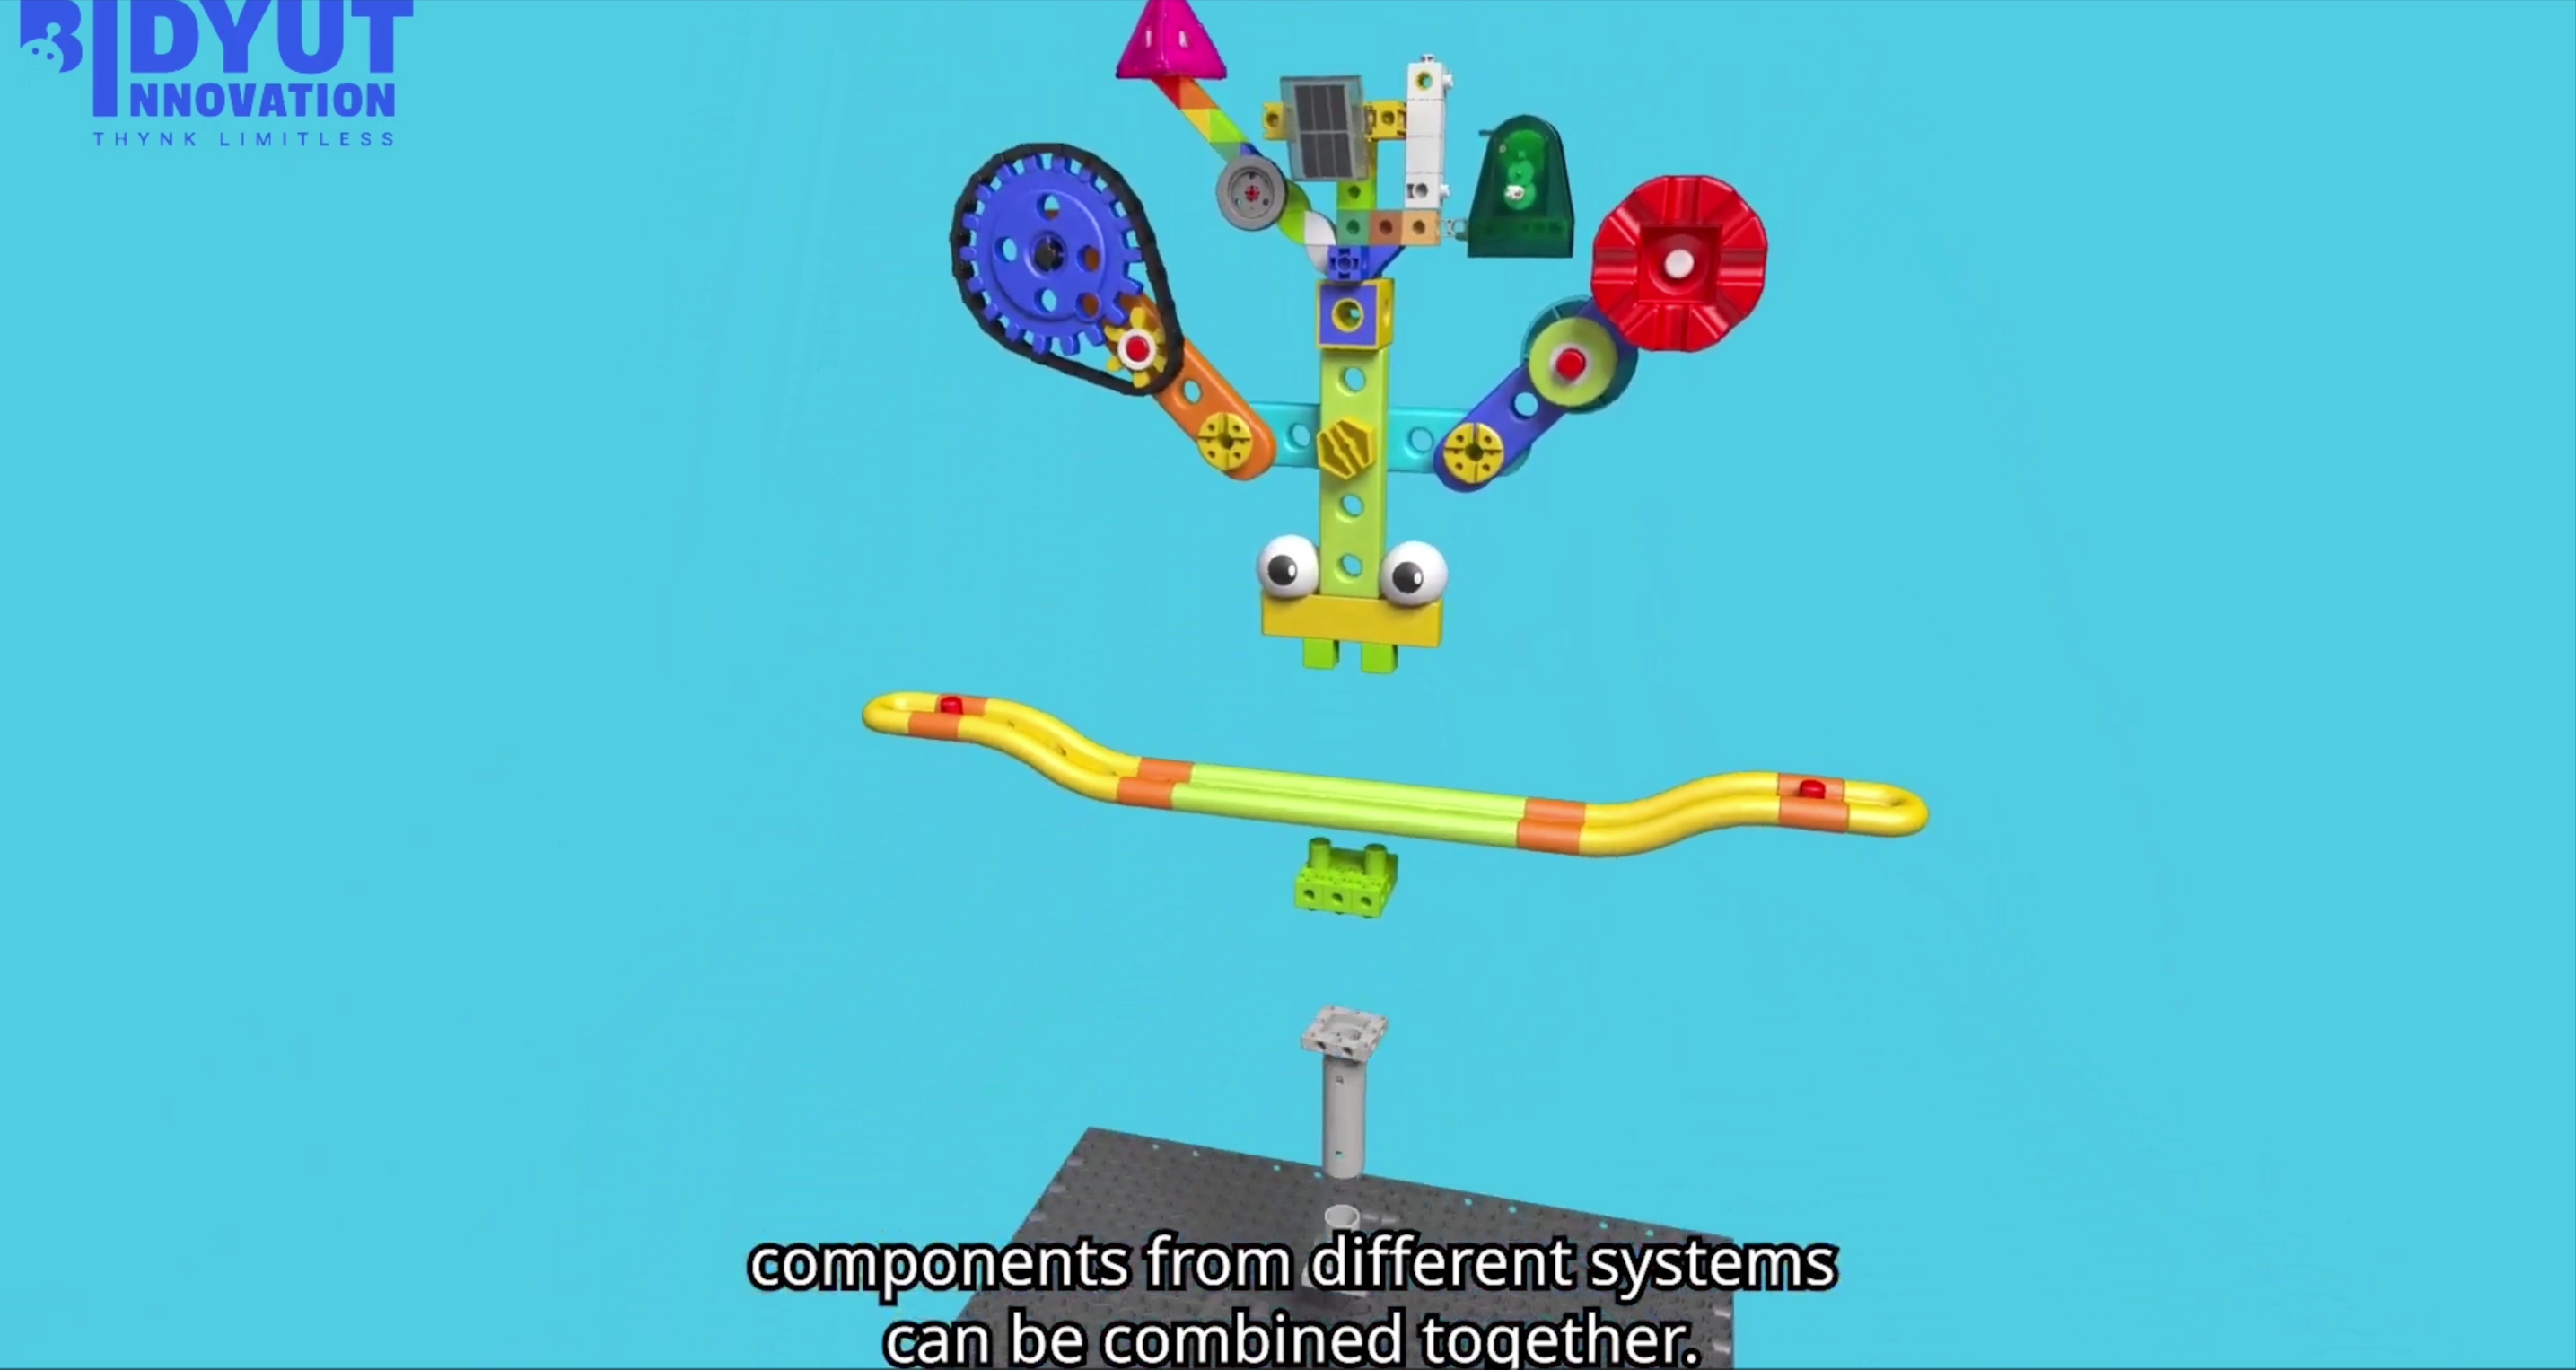 BIDYUT
INNOVATION
THYNK LIMITLESS
components from different systems
can be combined together.